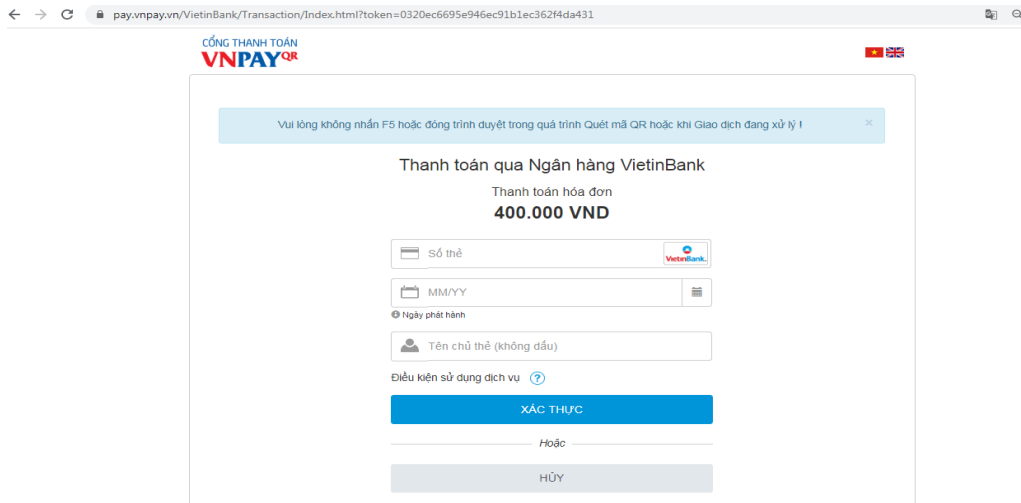 pay.vnpay.vn/VietinBank/Transaction/Index.html?token=0320ec6695e946ec91b1ec362f4da431
CỔNG THANH TOÁN
VNPAYQR
Vui lòng không nhấn F5 hoặc đóng trình duyệt trong quá trình Quét mã QR hoặc khi Giao dịch đang xử lý !
×
Thanh toán qua Ngân hàng VietinBank
Thanh toán hóa đơn
400.000 VND
Số thẻ
VietinBank
MM/YY
Ngày phát hành
Tên chủ thẻ (không dấu)
Điều kiện sử dụng dịch vụ ?
XÁC THỰC
Hoặc
HỦY